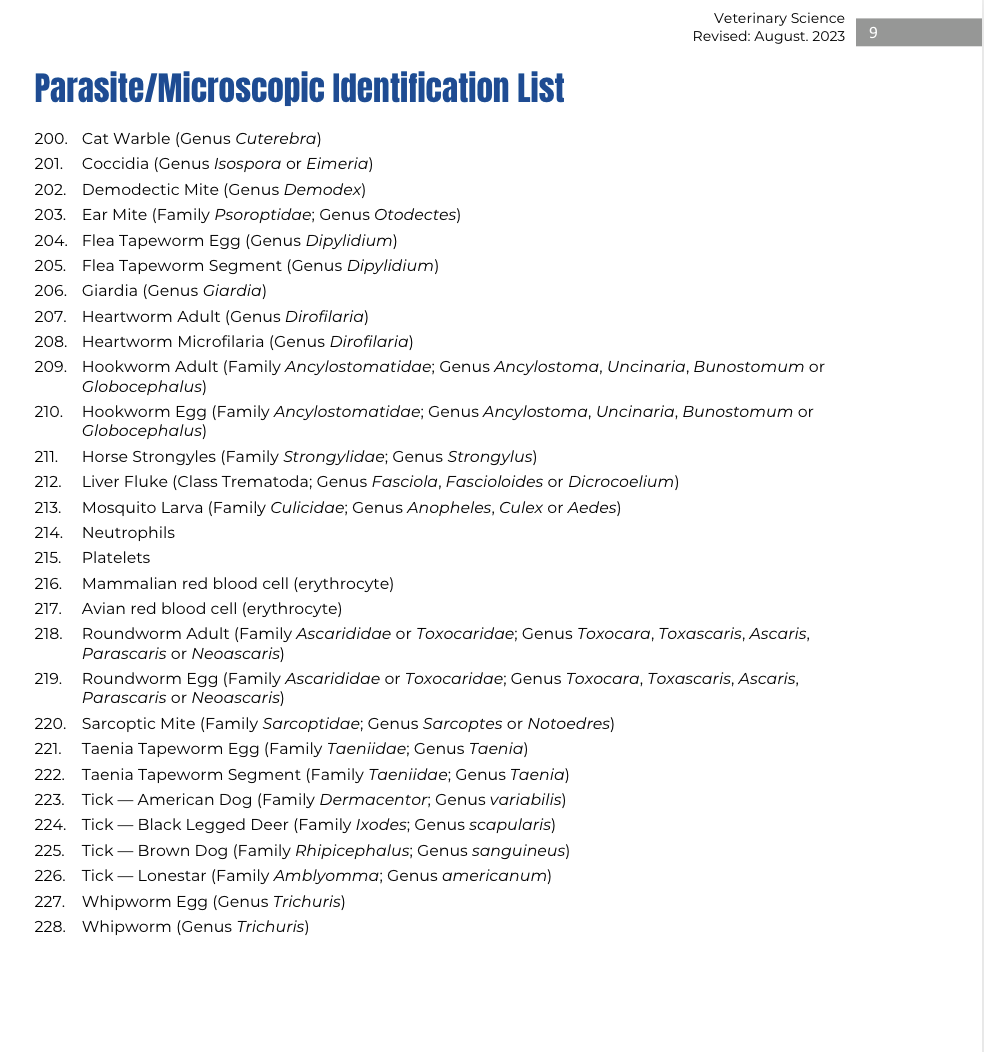 Veterinary Science
Revised: August. 2023
9
Parasite/Microscopic Identification List
200. Cat Warble (Genus Cuterebra)
201. Coccidia (Genus Isospora or Eimeria)
202. Demodectic Mite (Genus Demodex)
203. Ear Mite (Family Psoroptidae; Genus Otodectes)
204. Flea Tapeworm Egg (Genus Dipylidium)
205. Flea Tapeworm Segment (Genus Dipylidium)
206. Giardia (Genus Giardia)
207. Heartworm Adult (Genus Dirofilaria)
208. Heartworm Microfilaria (Genus Dirofilaria)
209. Hookworm Adult (Family Ancylostomatidae; Genus Ancylostoma, Uncinaria, Bunostomum or
Globocephalus)
210. Hookworm Egg (Family Ancylostomatidae; Genus Ancylostoma, Uncinaria, Bunostomum or
Globocephalus)
211. Horse Strongyles (Family Strongylidae; Genus Strongylus)
212. Liver Fluke (Class Trematoda; Genus Fasciola, Fascioloides or Dicrocoelium)
213. Mosquito Larva (Family Culicidae; Genus Anopheles, Culex or Aedes)
214. Neutrophils
215. Platelets
216. Mammalian red blood cell (erythrocyte)
217. Avian red blood cell (erythrocyte)
218. Roundworm Adult (Family Ascarididae or Toxocaridae; Genus Toxocara, Toxascaris, Ascaris,
Parascaris or Neoascaris)
219. Roundworm Egg (Family Ascarididae or Toxocaridae; Genus Toxocara, Toxascaris, Ascaris,
Parascaris or Neoascaris)
220. Sarcoptic Mite (Family Sarcoptidae; Genus Sarcoptes or Notoedres)
221. Taenia Tapeworm Egg (Family Taeniidae; Genus Taenia)
222. Taenia Tapeworm Segment (Family Taeniidae; Genus Taenia)
223. Tick — American Dog (Family Dermacentor; Genus variabilis)
224. Tick — Black Legged Deer (Family Ixodes; Genus scapularis)
225. Tick — Brown Dog (Family Rhipicephalus; Genus sanguineus)
226. Tick — Lonestar (Family Amblyomma; Genus americanum)
227. Whipworm Egg (Genus Trichuris)
228. Whipworm (Genus Trichuris)